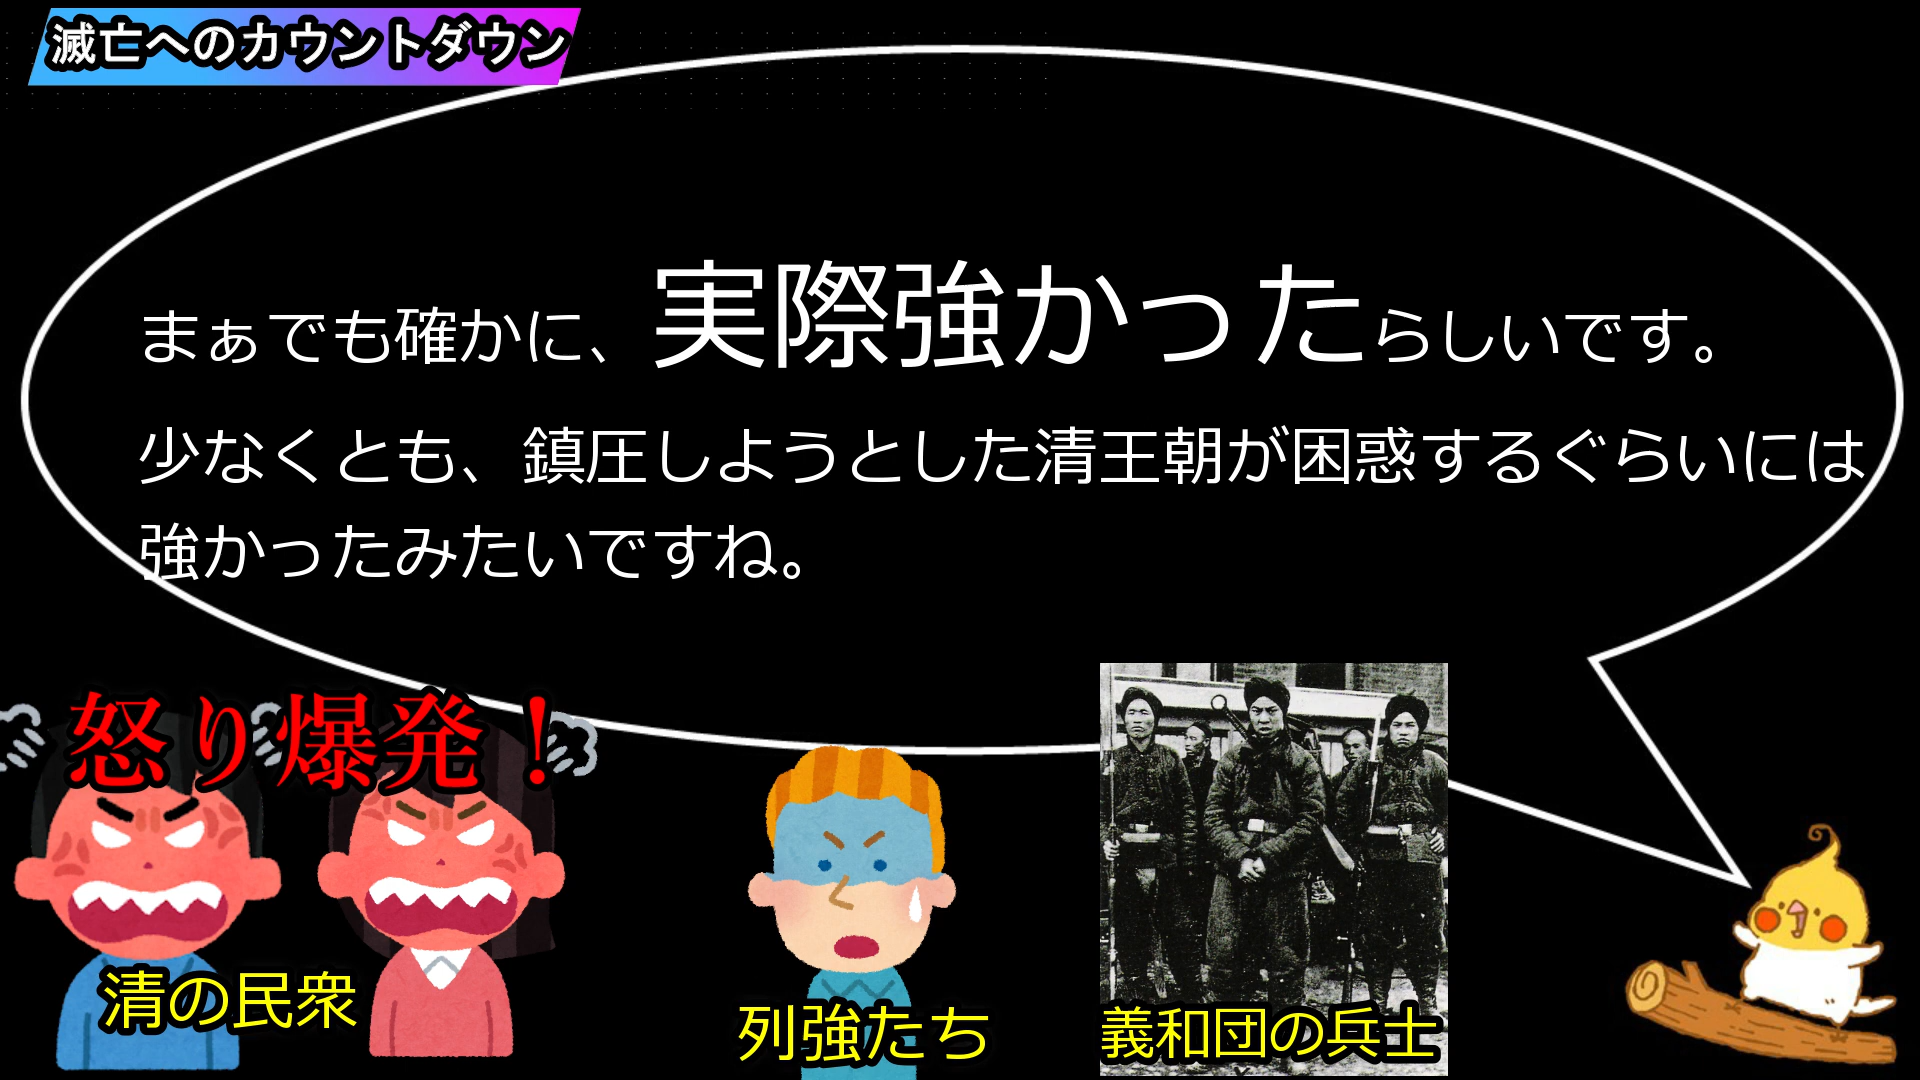 滅亡へのカウントダウン
まぁでも確かに、実際強かったらしいです。
少なくとも、鎮圧しようとした清王朝が困惑するぐらいには
強かったみたいですね。
怒り爆発！
清の民衆
列強たち
義和団の兵士